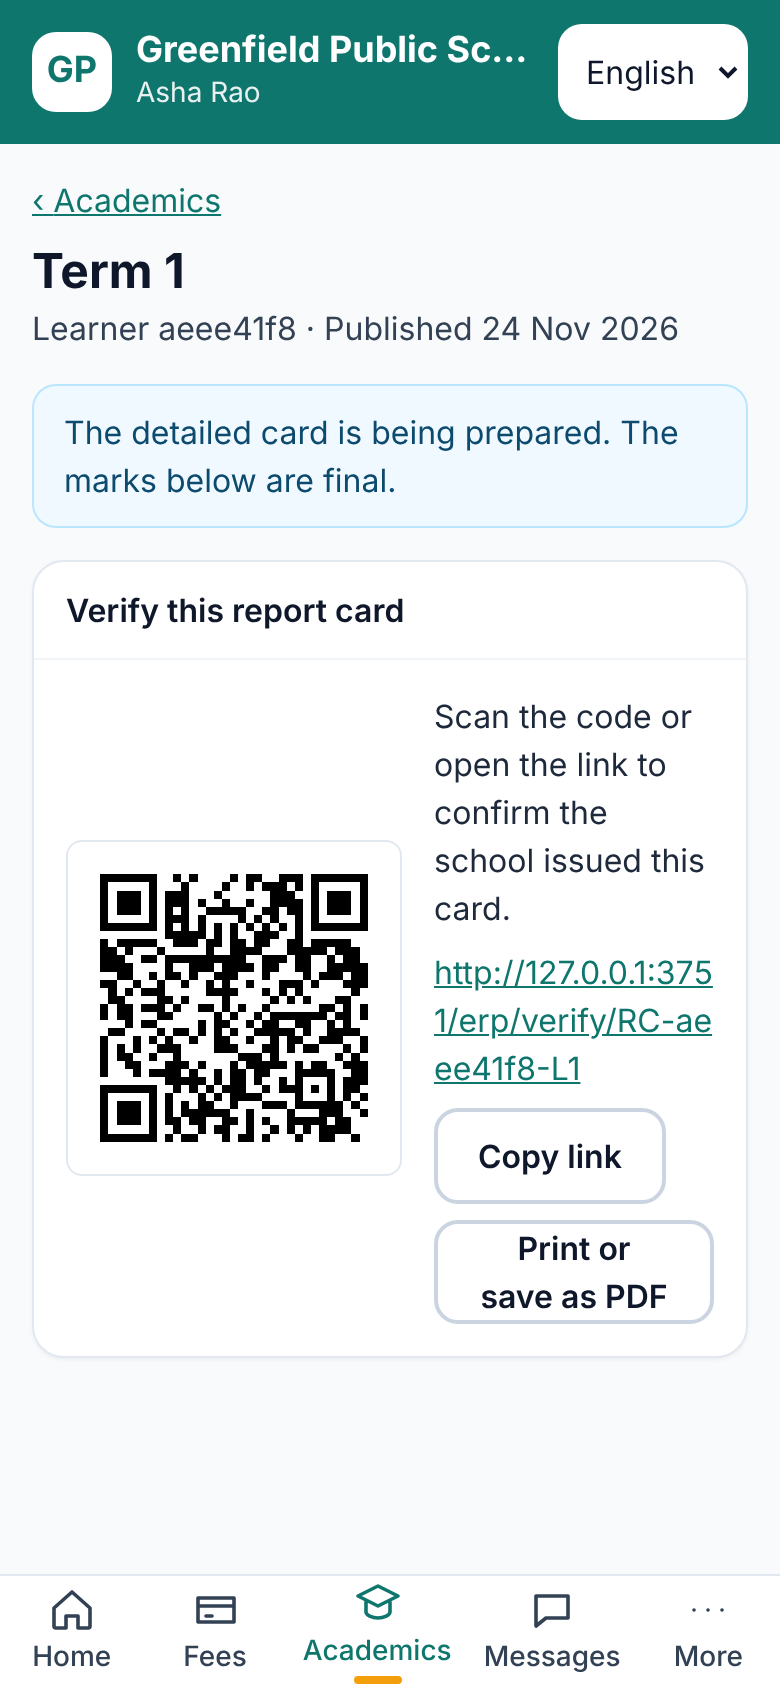 GP
Greenfield Public Sc...
Asha Rao
English
‹ Academics
Term 1
Learner aeee41f8 · Published 24 Nov 2026
The detailed card is being prepared. The
marks below are final.
Verify this report card
Scan the code or
open the link to
confirm the
school issued this
card.
http://127.0.0.1:375
1/erp/verify/RC-ae
ee41f8-L1
Copy link
Print or
save as PDF
Home
Fees
Academics
Messages
More